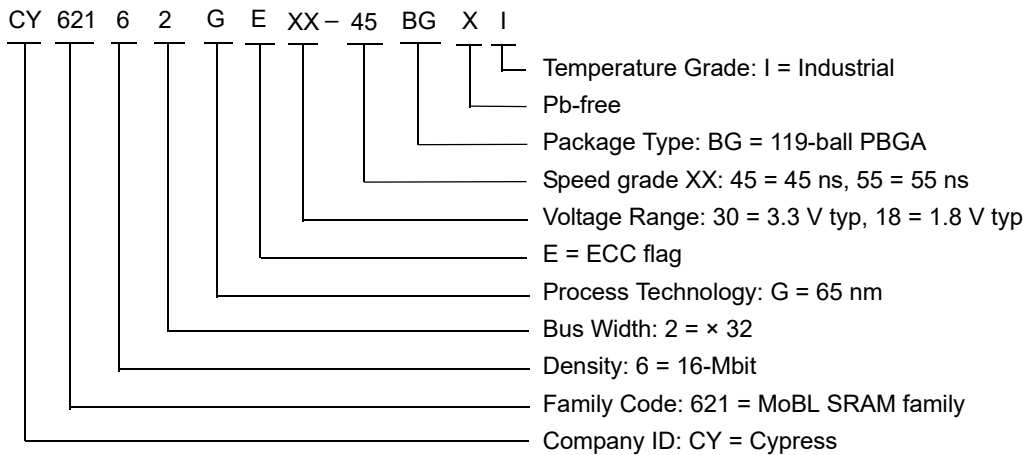 CY 621 6 2 G E XX – 45 BG X I
Temperature Grade: I = Industrial
Pb-free
Package Type: BG = 119-ball PBGA
Speed grade XX: 45 = 45 ns, 55 = 55 ns
Voltage Range: 30 = 3.3 V typ, 18 = 1.8 V typ
E = ECC flag
Process Technology: G = 65 nm
Bus Width: 2 = × 32
Density: 6 = 16-Mbit
Family Code: 621 = MoBL SRAM family
Company ID: CY = Cypress